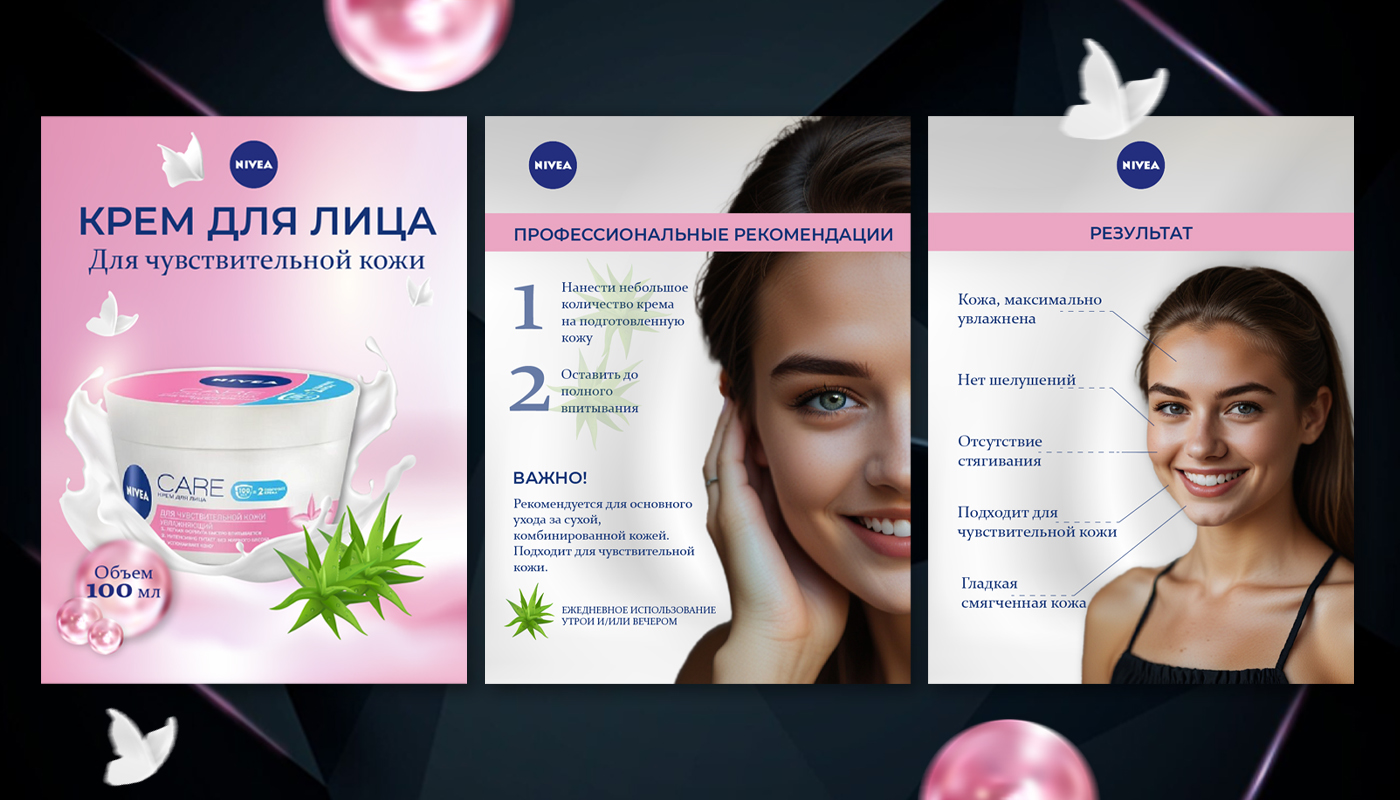 NIVEA
КРЕМ ДЛЯ ЛИЦА
Для чувствительной кожи
NIVEA
NIVEA
CARE
КРЕМ ДЛЯ ЛИЦА
ДЛЯ ЧУВСТВИТЕЛЬНОЙ КОЖИ
УВЛАЖНЯЮЩИЙ
Объем
100 мл
NIVEA
ПРОФЕССИОНАЛЬНЫЕ РЕКОМЕНДАЦИИ
1
Нанести небольшое
количество крема
на подготовленную
кожу
2
Оставить до
полного
впитывания
ВАЖНО!
Рекомендуется для основного
ухода за сухой,
комбинированной кожей.
Подходит для чувствительной
кожи.
ЕЖЕДНЕВНОЕ ИСПОЛЬЗОВАНИЕ
УТРОИ И/ИЛИ ВЕЧЕРОМ
NIVEA
РЕЗУЛЬТАТ
Кожа, максимально
увлажнена
Нет шелушений
Отсутствие
стягивания
Подходит для
чувствительной кожи
Гладкая
смягченная кожа